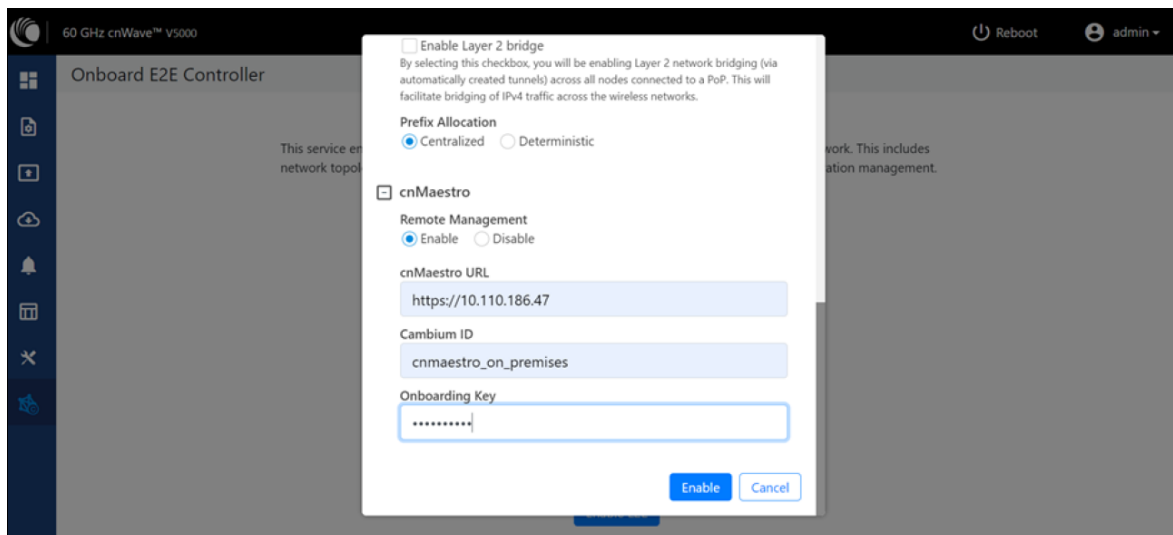 60 GHz cnWave™ V5000
Reboot
admin
Onboard E2E Controller
This service en
work. This includes
network topol
ation management.
Enable Layer 2 bridge
By selecting this checkbox, you will be enabling Layer 2 network bridging (via
automatically created tunnels) across all nodes connected to a PoP. This will
facilitate bridging of IPv4 traffic across the wireless networks.
Prefix Allocation
Centralized Deterministic
cnMaestro
Remote Management
Enable Disable
cnMaestro URL
https://10.110.186.47
Cambium ID
cnmaestro_on_premises
Onboarding Key
••••••••••
Enable Cancel